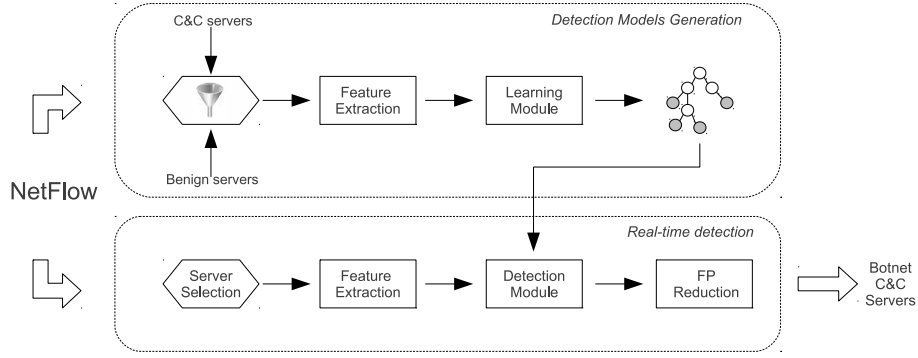 C&C servers
Detection Models Generation
Feature
Extraction
Learning
Module
Benign servers
NetFlow
Real-time detection
Server
Selection
Feature
Extraction
Detection
Module
FP
Reduction
Botnet
C&C
Servers